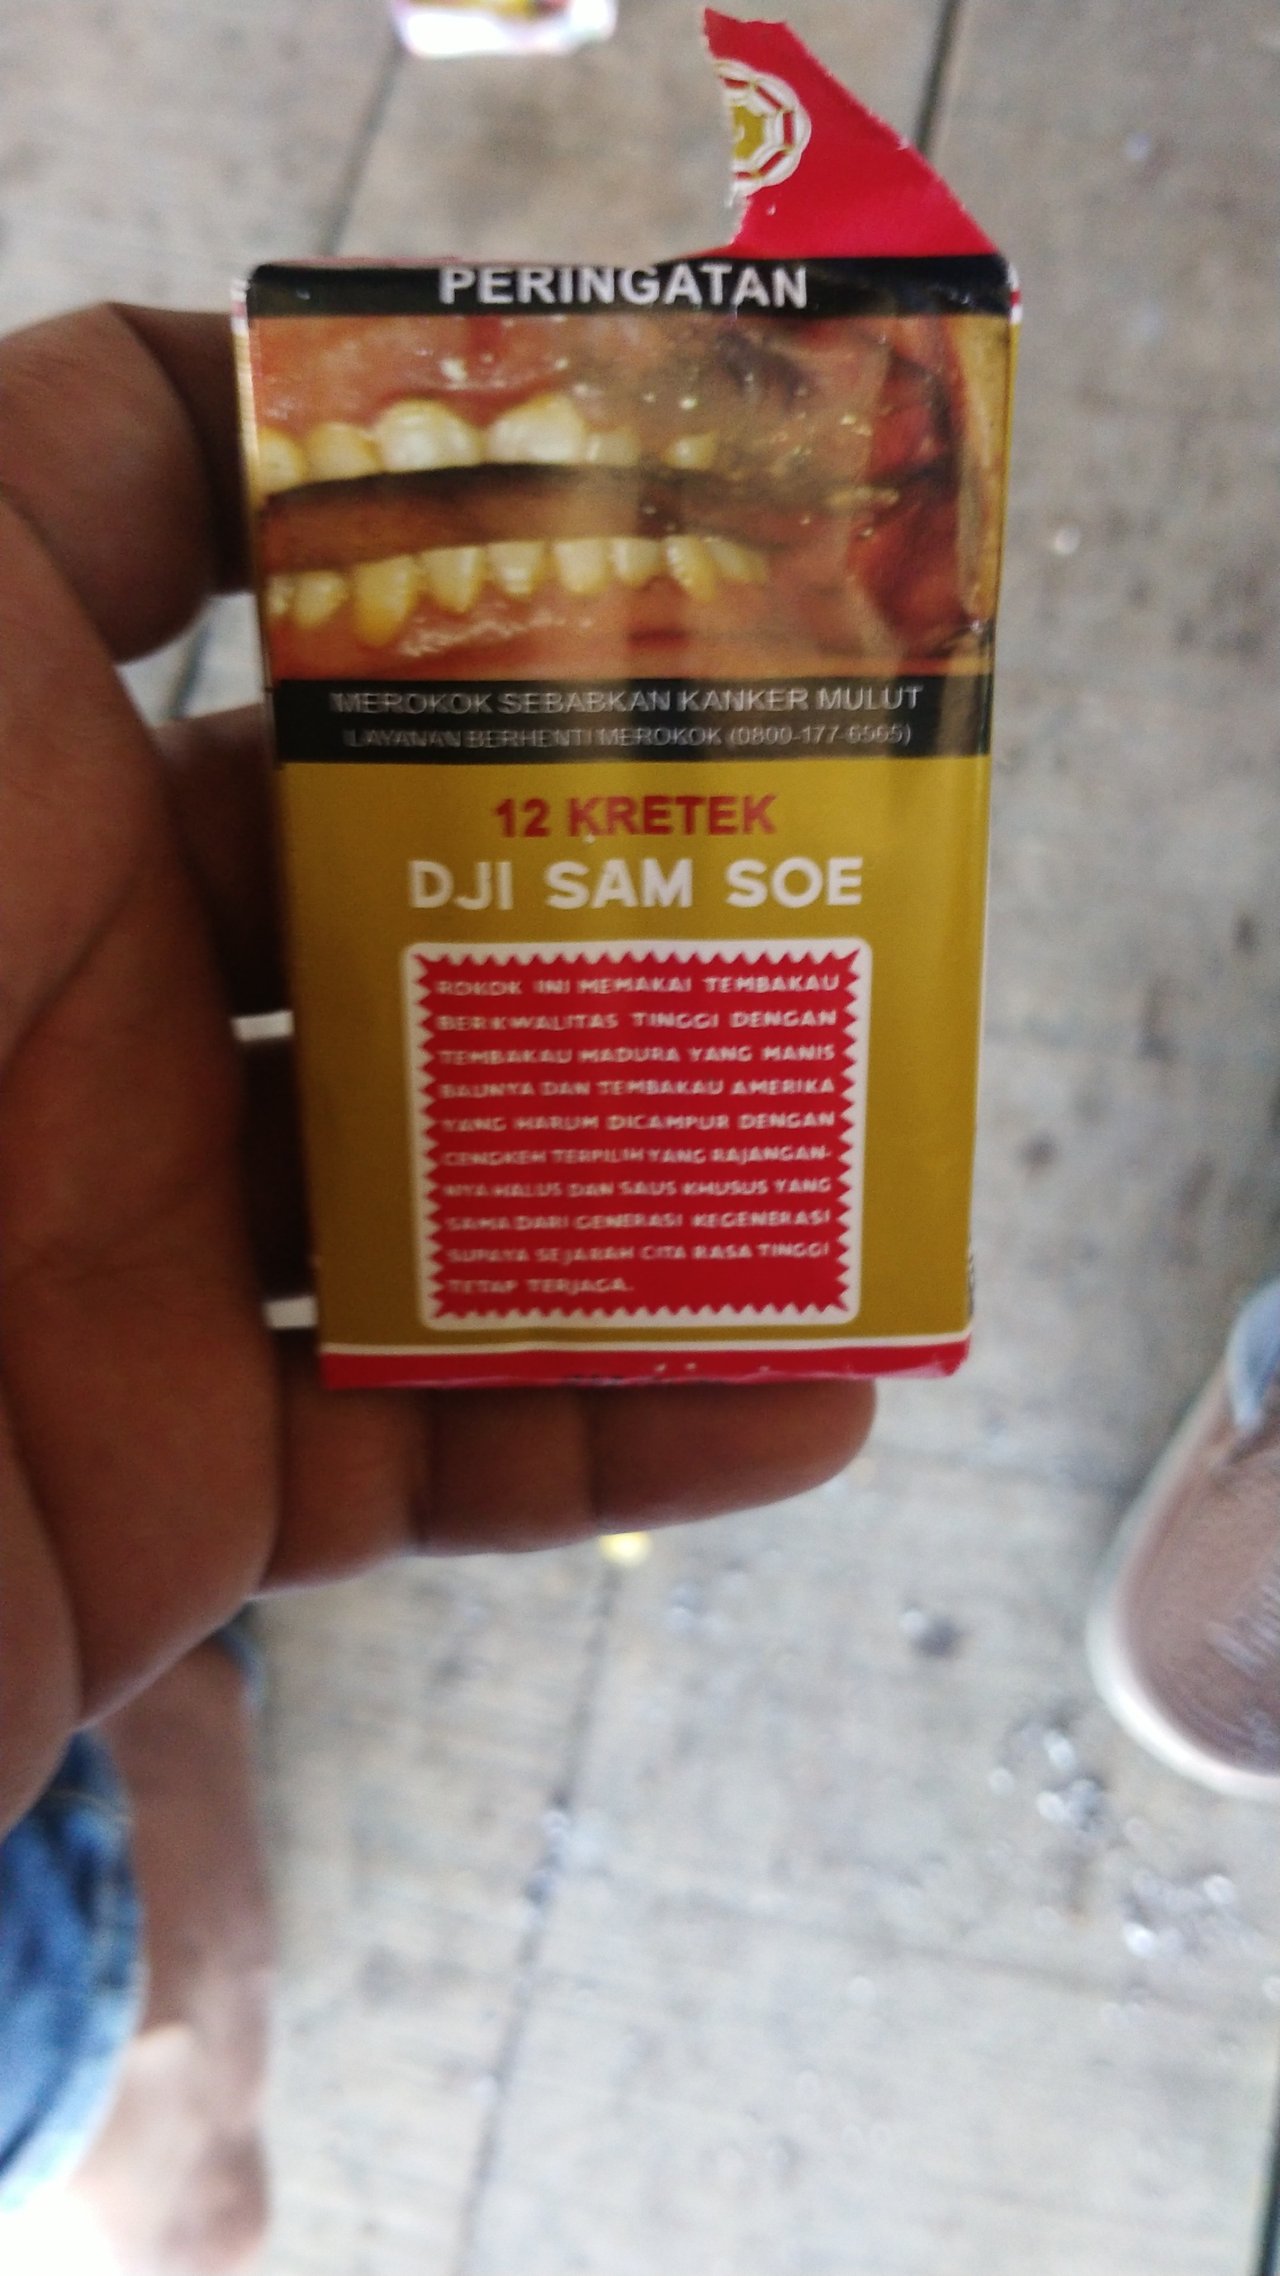 PERINGATAN
MEROKOK SEBABKAN KANKER MULUT
LAYANAN BERHENTI MEROKOK (0800-177-6565)
12 KRETEK
DJI SAM SOE
ROKOK INI MEMAKAI TEMBAKAU
BERKWALITAS TINGGI DENGAN
TEMBAKAU MADURA YANG MANIS
BAUNYA DAN TEMBAKAU AMERIKA
YANG HARUM DICAMPUR DENGAN
CENGKEH TERPILIH YANG RAJANGAN-
NYA HALUS DAN SAUS KHUSUS YANG
SAMA DARI GENERASI KEGENERASI
SUPAYA SEJARAH CITA RASA TINGGI
TETAP TERJAGA.